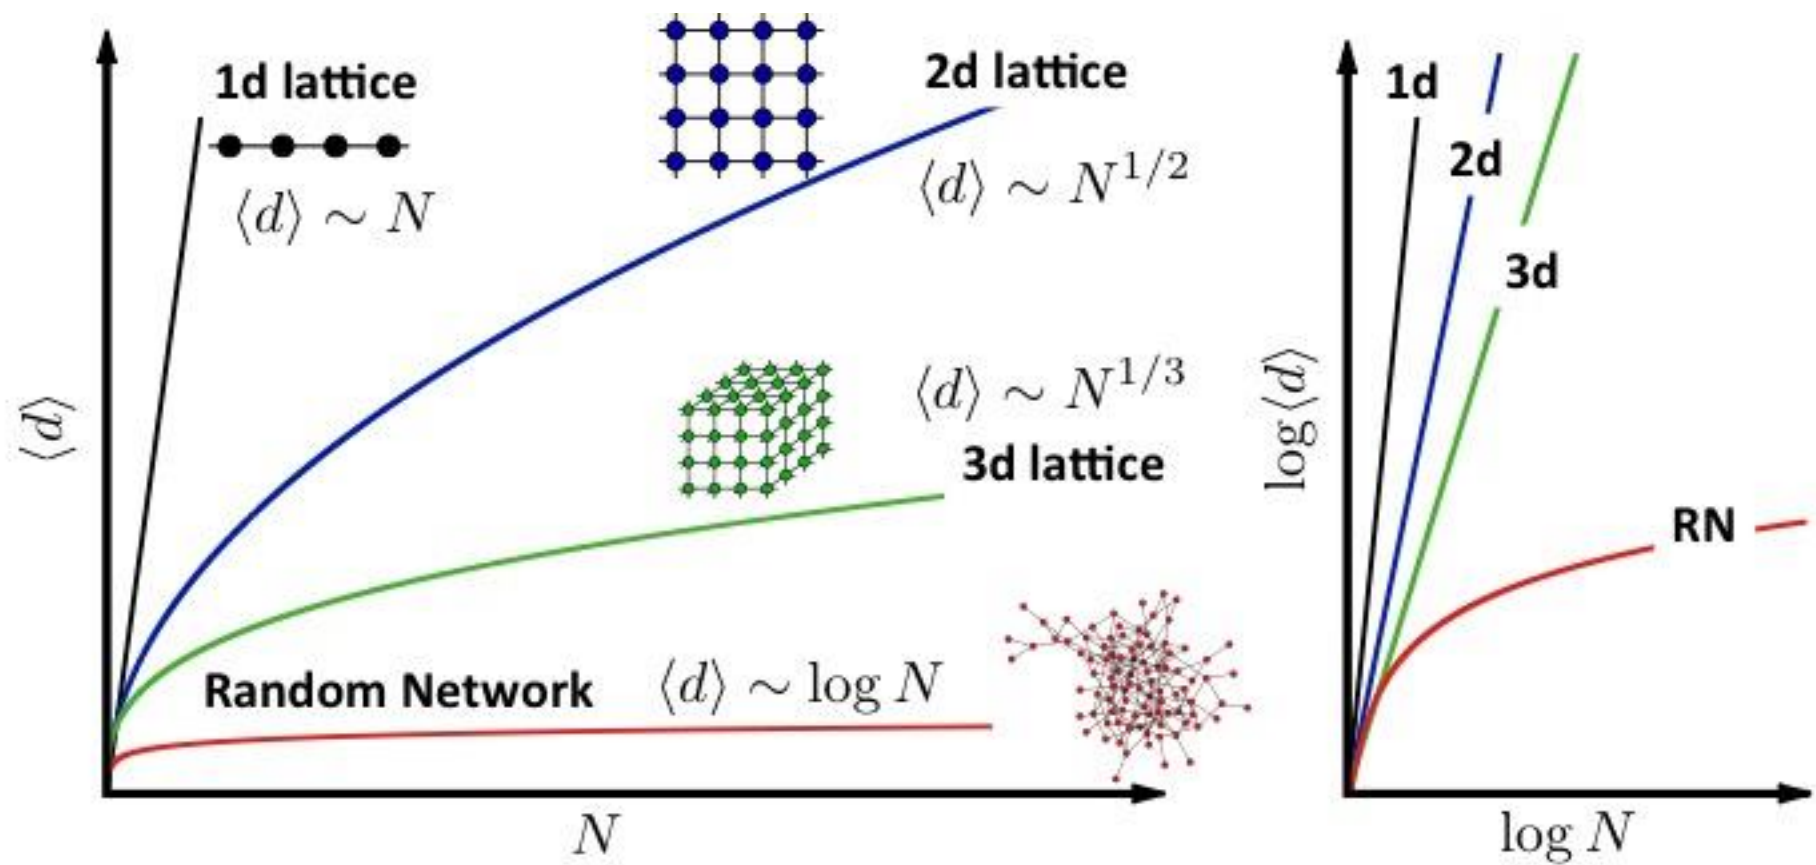 1d lattice
⟨d⟩ ∼ N
2d lattice
⟨d⟩ ∼ N^{1/2}
⟨d⟩ ∼ N^{1/3}
3d lattice
Random Network ⟨d⟩ ∼ log N
⟨d⟩
N
1d
2d
3d
RN
log⟨d⟩
log N